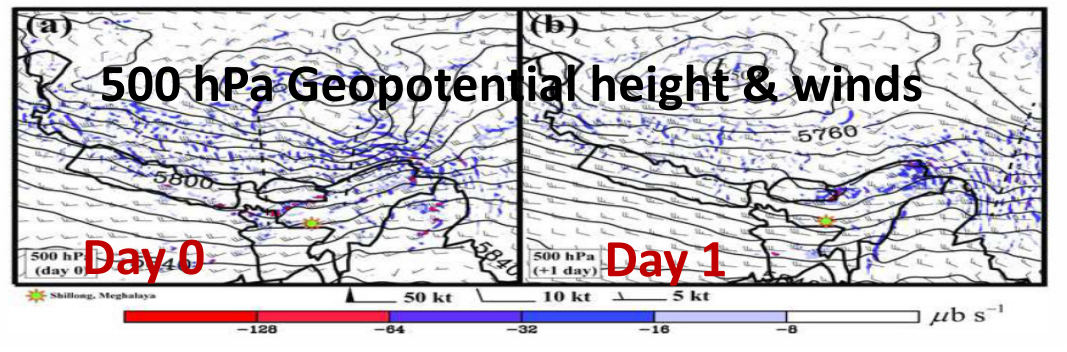 (a)
(b)
500 hPa Geopotential height & winds
5760
5800
5840
500 hPa
(day 0)
Day 0
500 hPa
(+1 day)
Day 1
Shillong, Meghalaya
50 kt
10 kt
5 kt
−128
−64
−32
−16
−8
μb s⁻¹